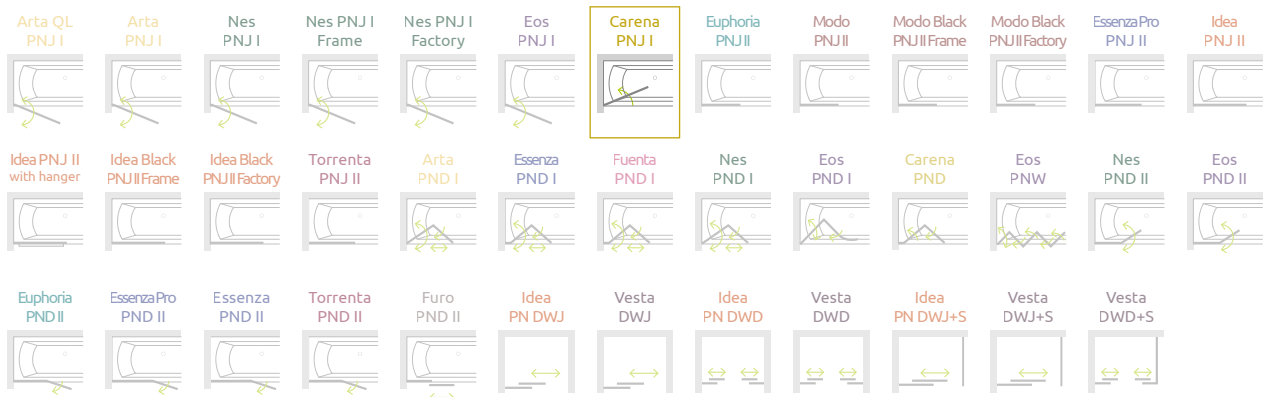 Arta QL
PNJ I
Arta
PNJ I
Nes
PNJ I
Nes PNJ I
Frame
Nes PNJ I
Factory
Eos
PNJ I
Carena
PNJ I
Euphoria
PNJ II
Modo
PNJ II
Modo Black
PNJ II Frame
Modo Black
PNJ II Factory
Essenza Pro
PNJ II
Idea
PNJ II
Idea PNJ II
with hanger
Idea Black
PNJ II Frame
Idea Black
PNJ II Factory
Torrenta
PNJ II
Arta
PND I
Essenza
PND I
Fuenta
PND I
Nes
PND I
Eos
PND I
Carena
PND
Eos
PNW
Nes
PND II
Eos
PND II
Euphoria
PND II
Essenza Pro
PND II
Essenza
PND II
Torrenta
PND II
Furo
PND II
Idea
PN DWJ
Vesta
DWJ
Idea
PN DWD
Vesta
DWD
Idea
PN DWJ+S
Vesta
DWJ+S
Vesta
DWD+S